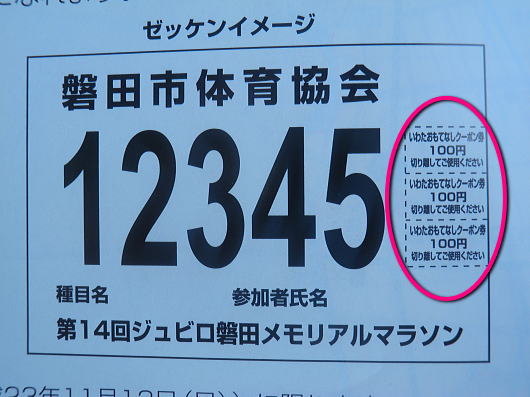 ゼッケンイメージ
磐田市体育協会
12345
いわたおもてなしクーポン券
100円
切り離してご使用ください
いわたおもてなしクーポン券
100円
切り離してご使用ください
いわたおもてなしクーポン券
100円
切り離してご使用ください
種目名 参加者氏名
第14回ジュビロ磐田メモリアルマラソン